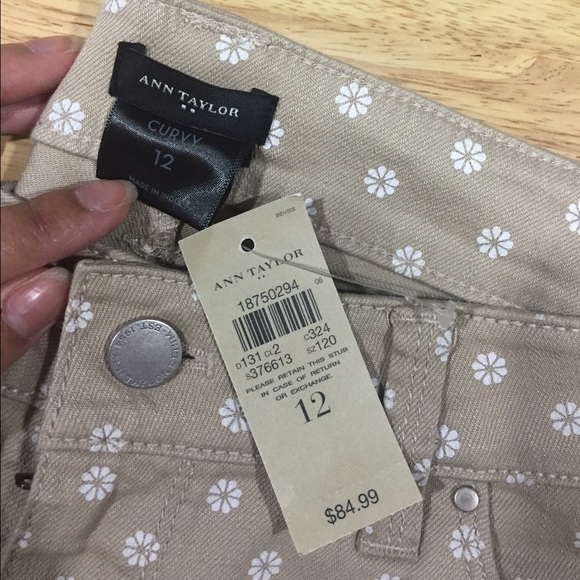 ANN TAYLOR
CURVY
12
MADE IN INDIA
ANN TAYLOR
18750294
08
D131 CL2 C324
S376613 SZ120
PLEASE RETAIN THIS STUB
IN CASE OF RETURN
OR EXCHANGE.
12
$84.99